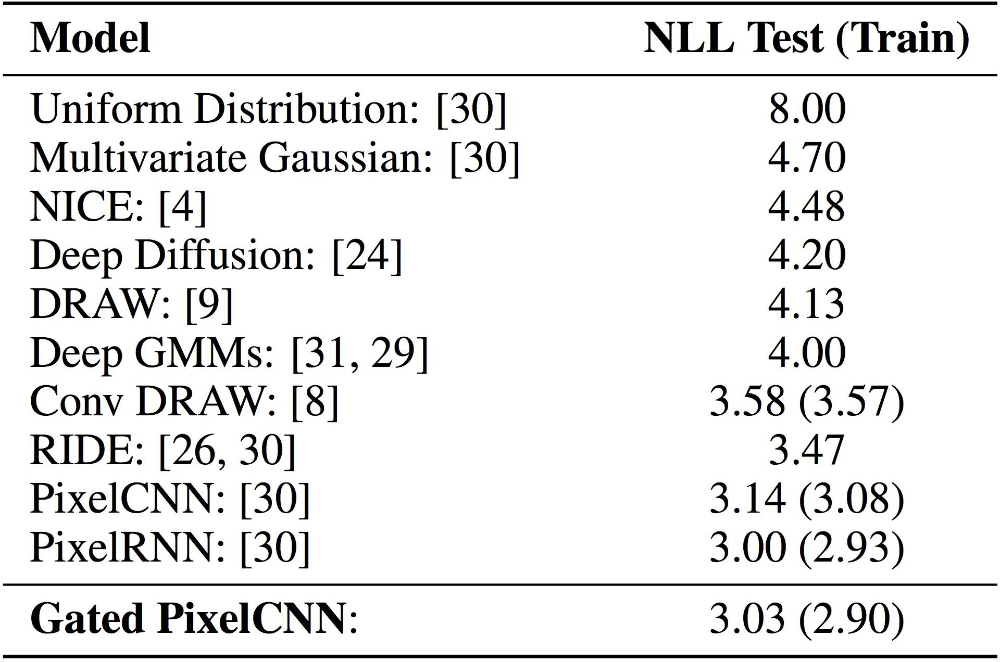 Model NLL Test (Train)
Uniform Distribution: [30] 8.00
Multivariate Gaussian: [30] 4.70
NICE: [4] 4.48
Deep Diffusion: [24] 4.20
DRAW: [9] 4.13
Deep GMMs: [31, 29] 4.00
Conv DRAW: [8] 3.58 (3.57)
RIDE: [26, 30] 3.47
PixelCNN: [30] 3.14 (3.08)
PixelRNN: [30] 3.00 (2.93)
Gated PixelCNN: 3.03 (2.90)